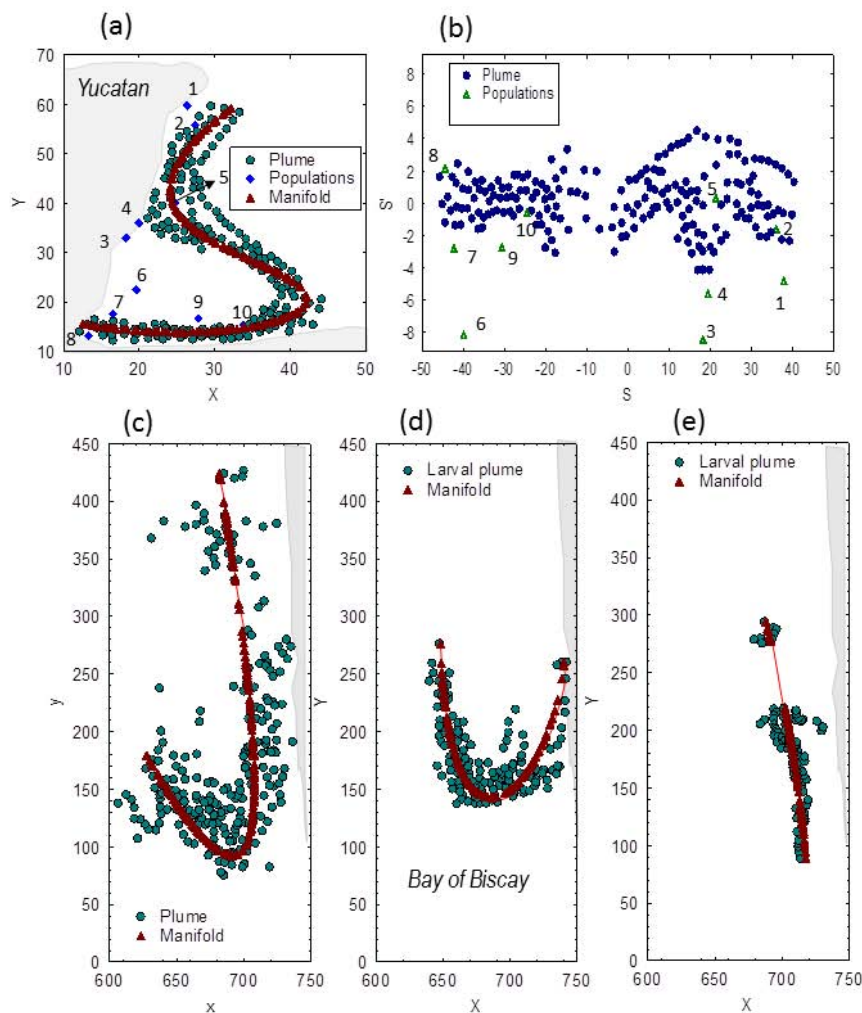 (a)
(b)
70
60
50
40
30
20
10
Y
Yucatan
1
2
Plume
Populations
Manifold
5
4
3
6
7
9
8
10
10 20 30 40 50
X
8
6
4
2
0
-2
-4
-6
-8
S
Plume
Populations
8
5
10
2
7
9
4
1
6
3
-50 -40 -30 -20 -10 0 10 20 30 40 50
S
(c)
(d)
(e)
450
400
350
300
250
200
150
100
50
0
y
Plume
Manifold
600 650 700 750
x
450
400
350
300
250
200
150
100
50
0
Y
Larval plume
Manifold
Bay of Biscay
600 650 700 750
X
450
400
350
300
250
200
150
100
50
0
Y
Larval plume
Manifold
600 650 700 750
X